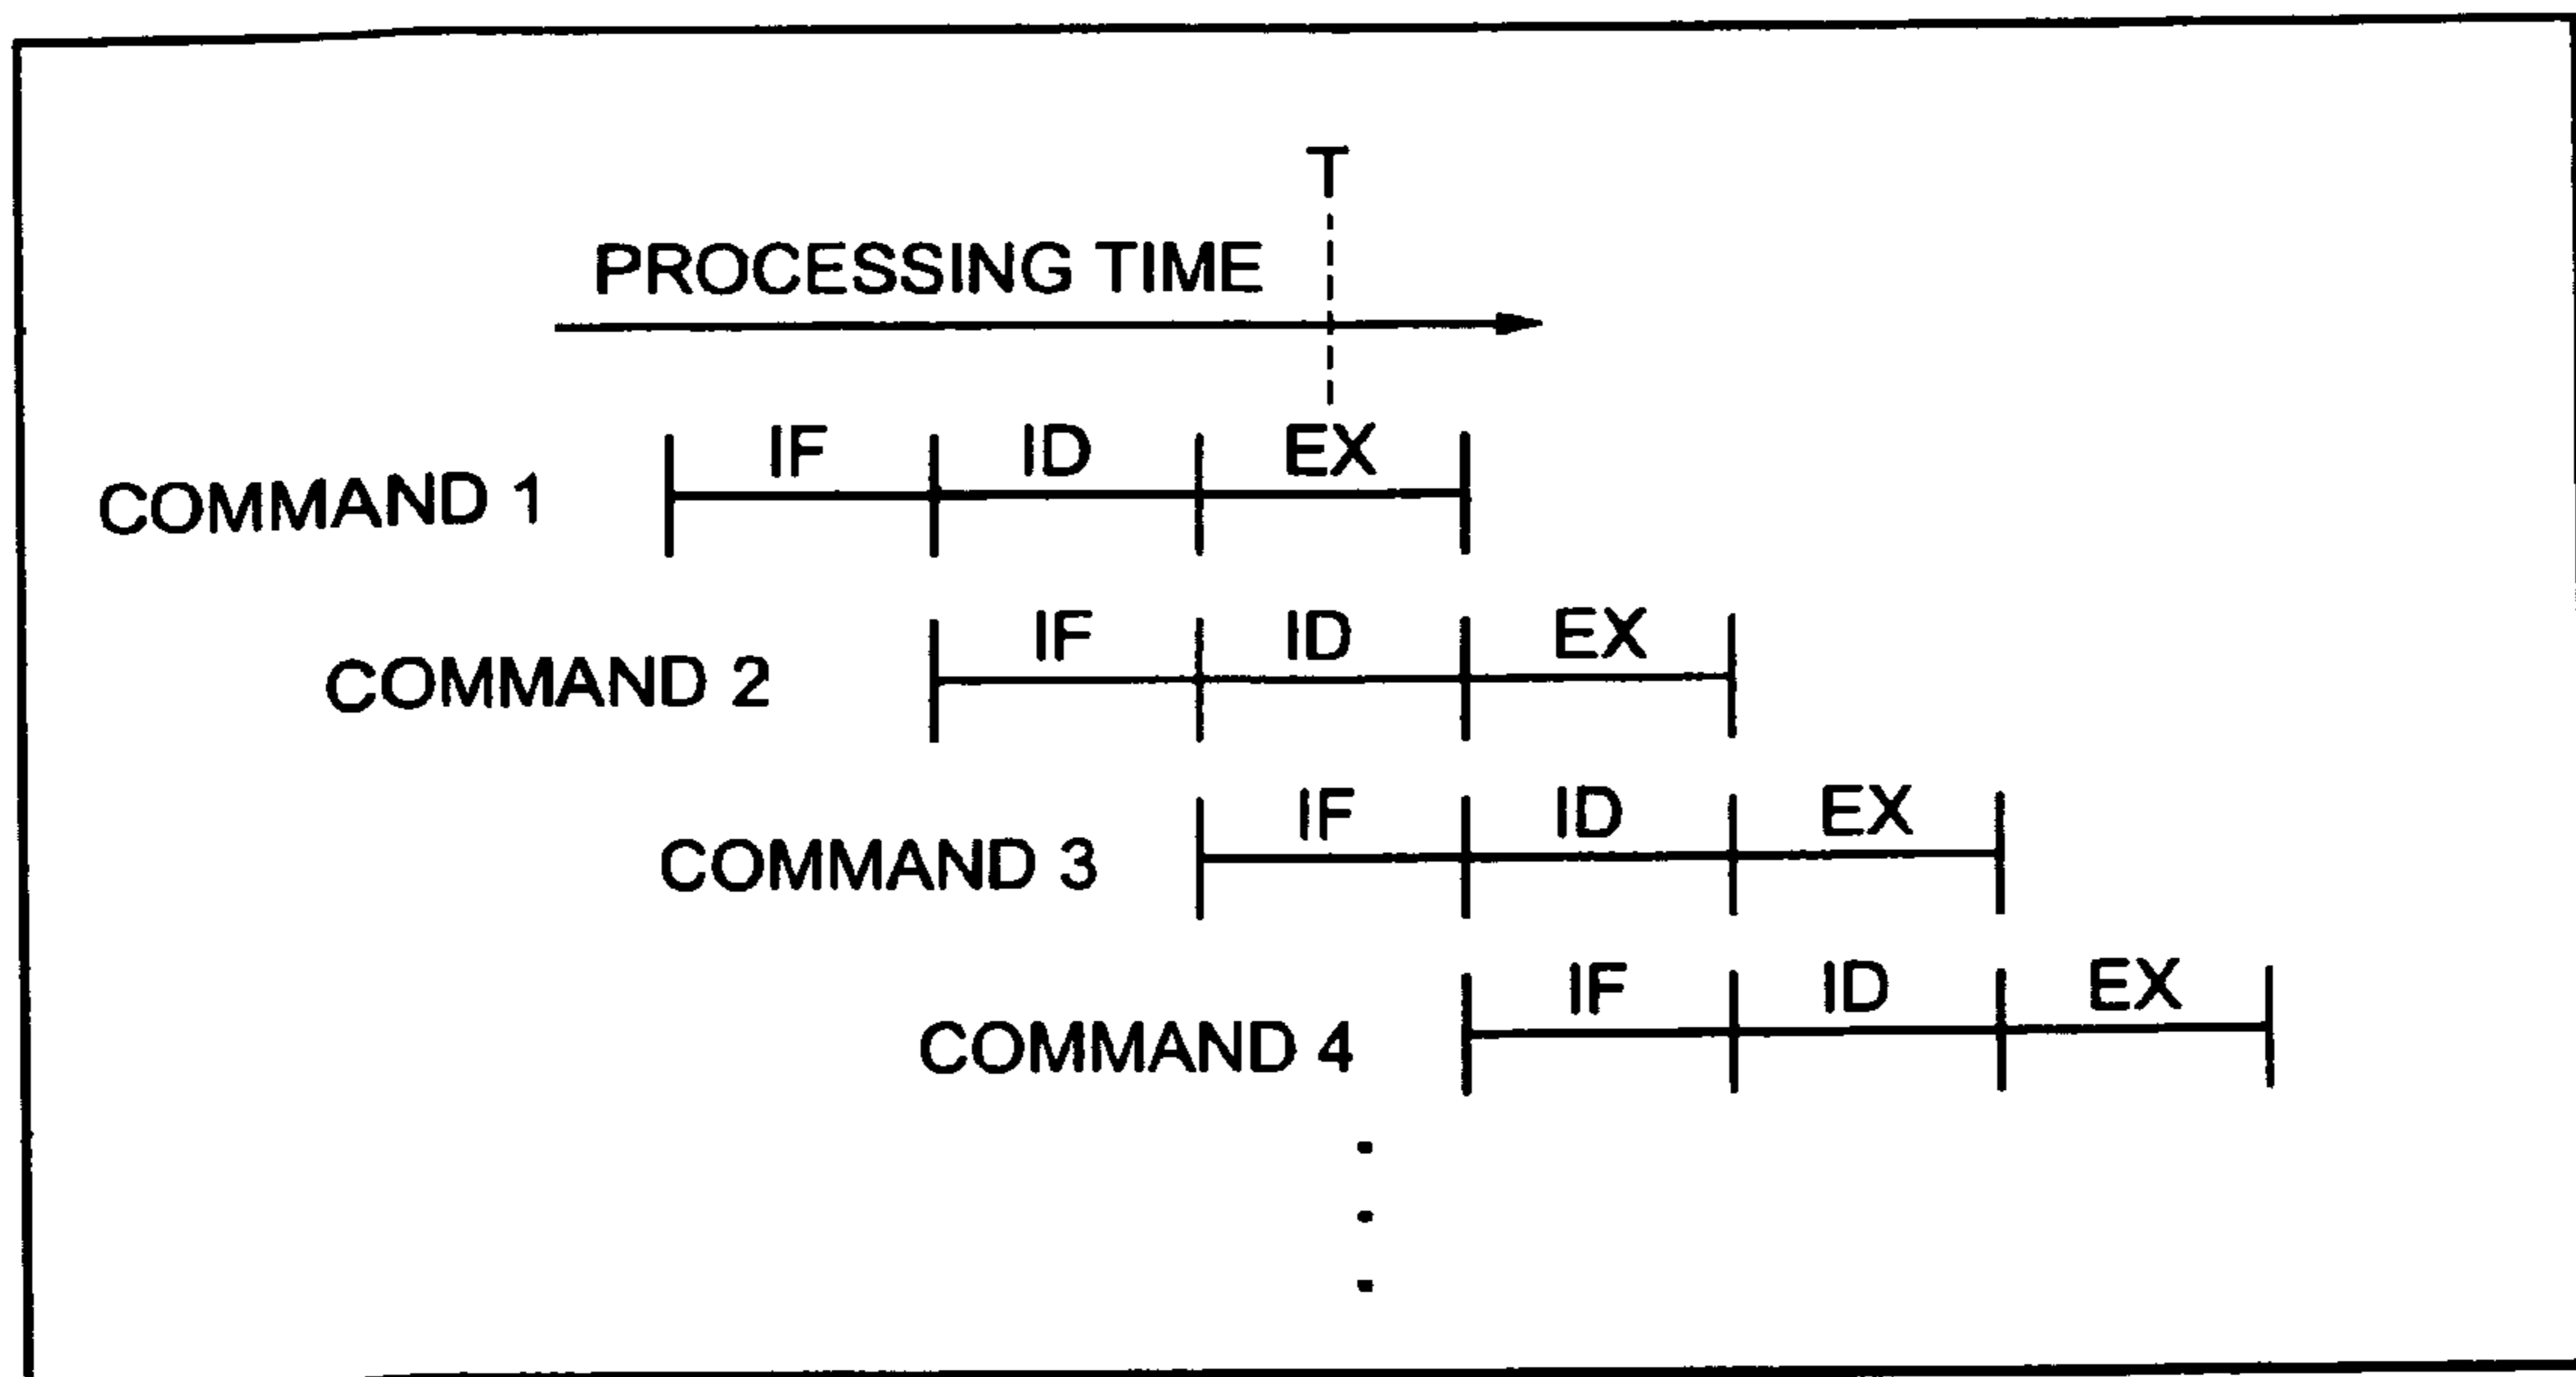 T
PROCESSING TIME
IF ID EX
COMMAND 1
IF ID EX
COMMAND 2
IF ID EX
COMMAND 3
IF ID EX
COMMAND 4